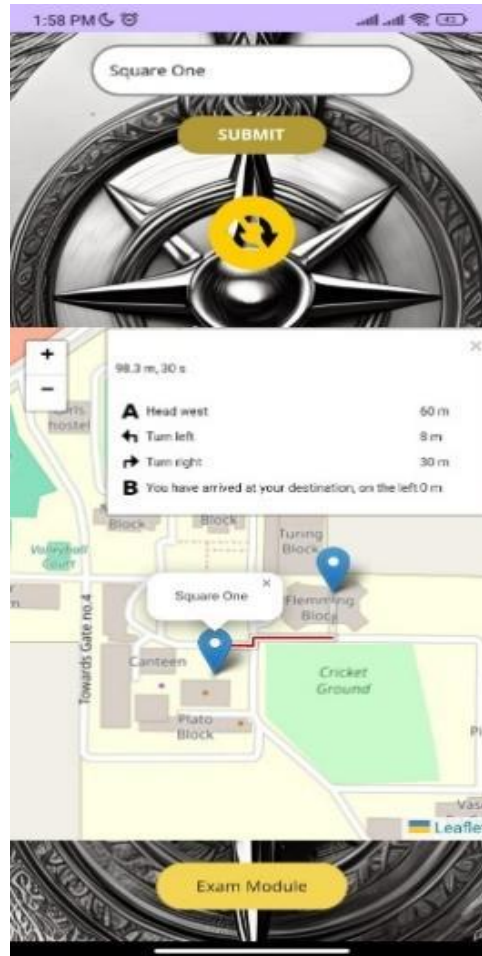 1:58 PM
42
Square One
SUBMIT
+
−
98.3 m, 30 s
×
A Head west 60 m
Turn left 8 m
Turn right 30 m
B You have arrived at your destination, on the left 0 m
hostel
Block
Block
Turing
Block
Volleyball
Court
Square One
×
Flemming
Block
Towards Gate no.4
Canteen
Cricket
Ground
Plato
Block
Leafle
Exam Module